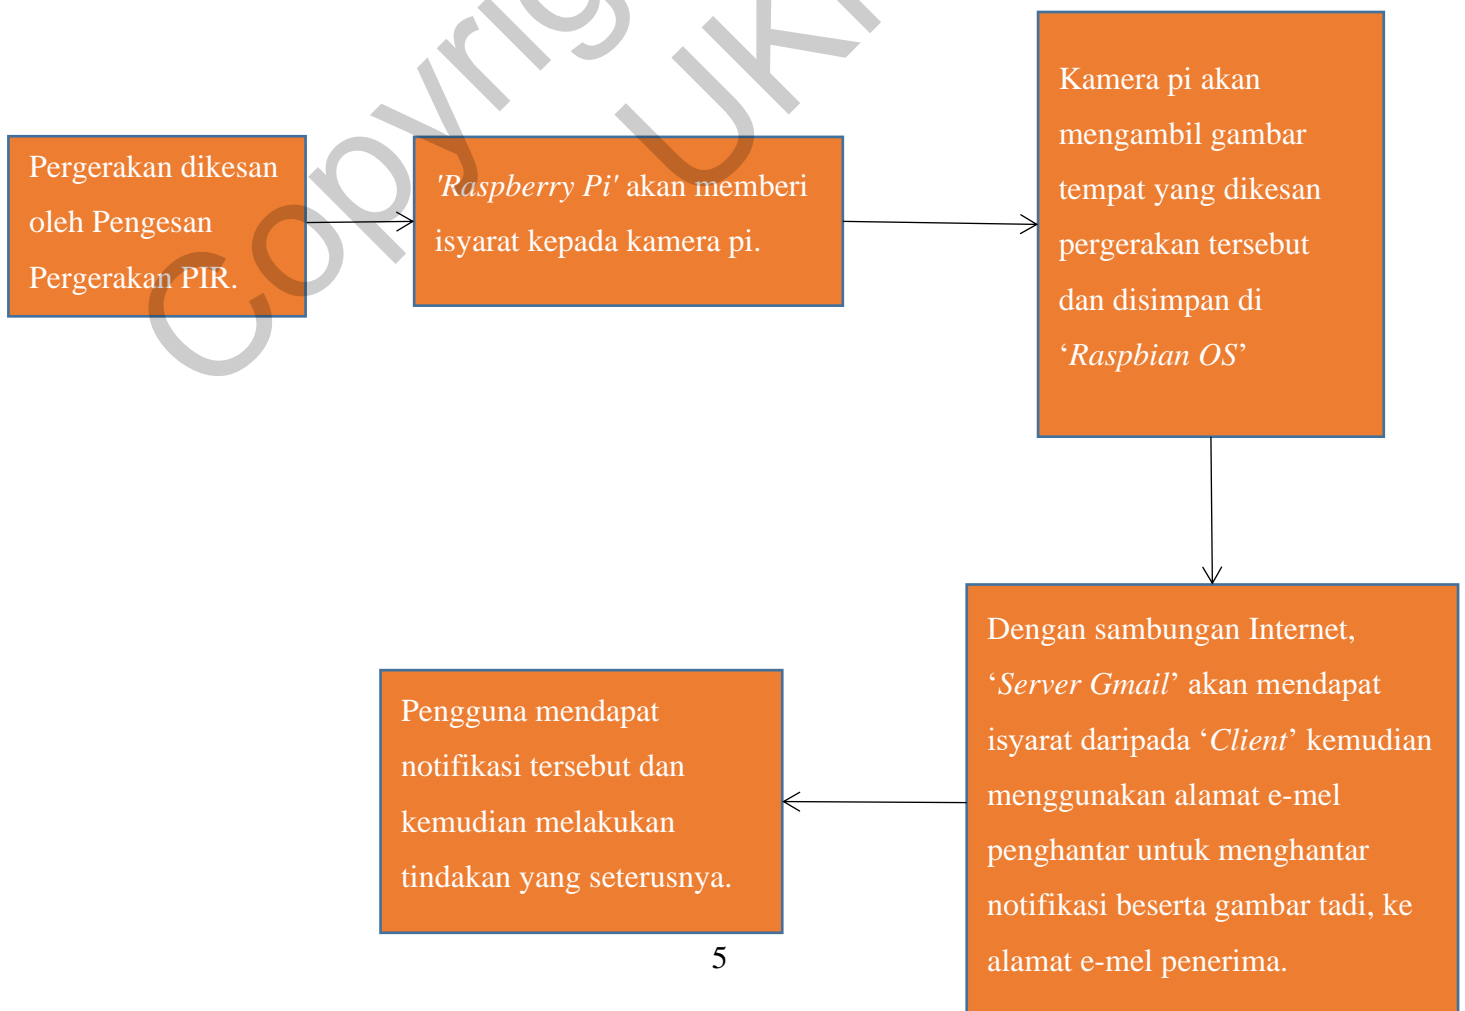 Pergerakan dikesan
oleh Pengesan
Pergerakan PIR.
'Raspberry Pi' akan memberi
isyarat kepada kamera pi.
Kamera pi akan
mengambil gambar
tempat yang dikesan
pergerakan tersebut
dan disimpan di
‘Raspbian OS’
Dengan sambungan Internet,
‘Server Gmail’ akan mendapat
isyarat daripada ‘Client’ kemudian
menggunakan alamat e-mel
penghantar untuk menghantar
notifikasi beserta gambar tadi, ke
alamat e-mel penerima.
Pengguna mendapat
notifikasi tersebut dan
kemudian melakukan
tindakan yang seterusnya.
5